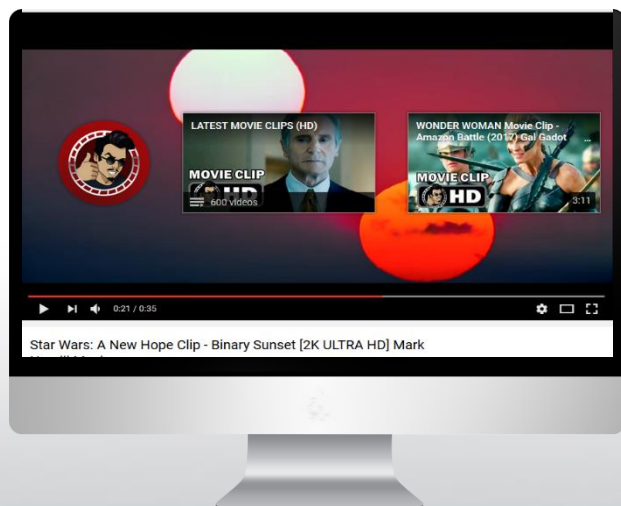 LATEST MOVIE CLIPS (HD)
MOVIE CLIP
HD
600 videos
WONDER WOMAN Movie Clip -
Amazon Battle (2017) Gal Gadot ...
MOVIE CLIP
HD
3:11
0:21 / 0:35
Star Wars: A New Hope Clip - Binary Sunset [2K ULTRA HD] Mark